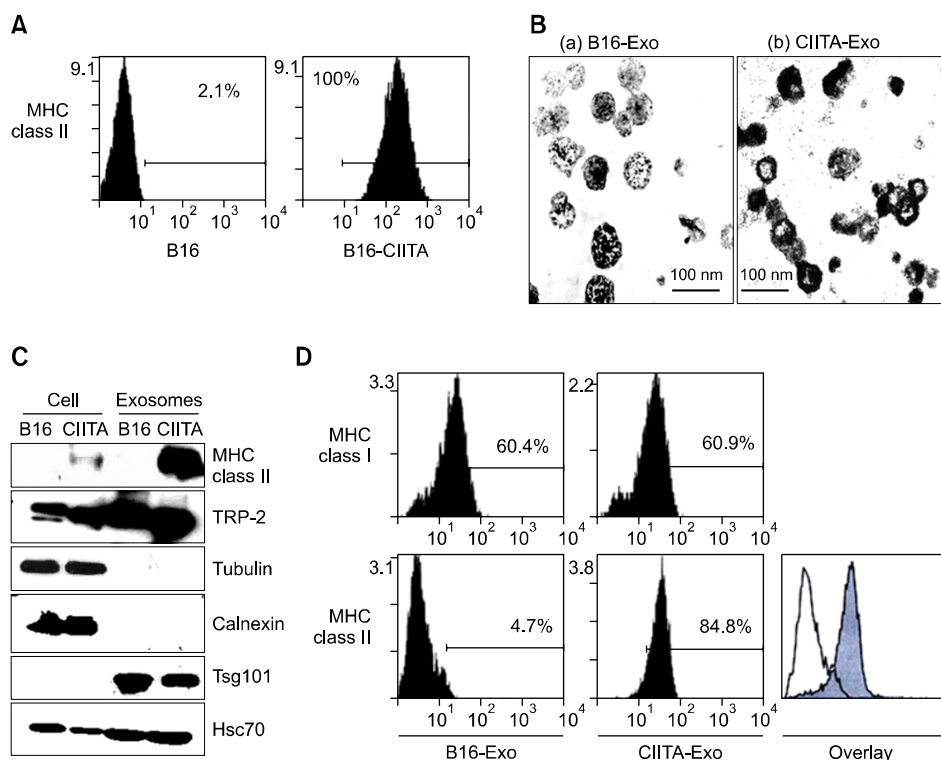 A
9.1
MHC
class II
2.1%
10¹ 10² 10³ 10⁴
B16
9.1
100%
10¹ 10² 10³ 10⁴
B16-CIITA
B
(a) B16-Exo
(b) CIITA-Exo
100 nm
100 nm
C
Cell Exosomes
B16 CIITA B16 CIITA
MHC
class II
TRP-2
Tubulin
Calnexin
Tsg101
Hsc70
D
3.3
MHC
class I
60.4%
10¹ 10² 10³ 10⁴
2.2
60.9%
10¹ 10² 10³ 10⁴
3.1
MHC
class II
4.7%
10¹ 10² 10³ 10⁴
B16-Exo
3.8
84.8%
10¹ 10² 10³ 10⁴
CIITA-Exo
Overlay